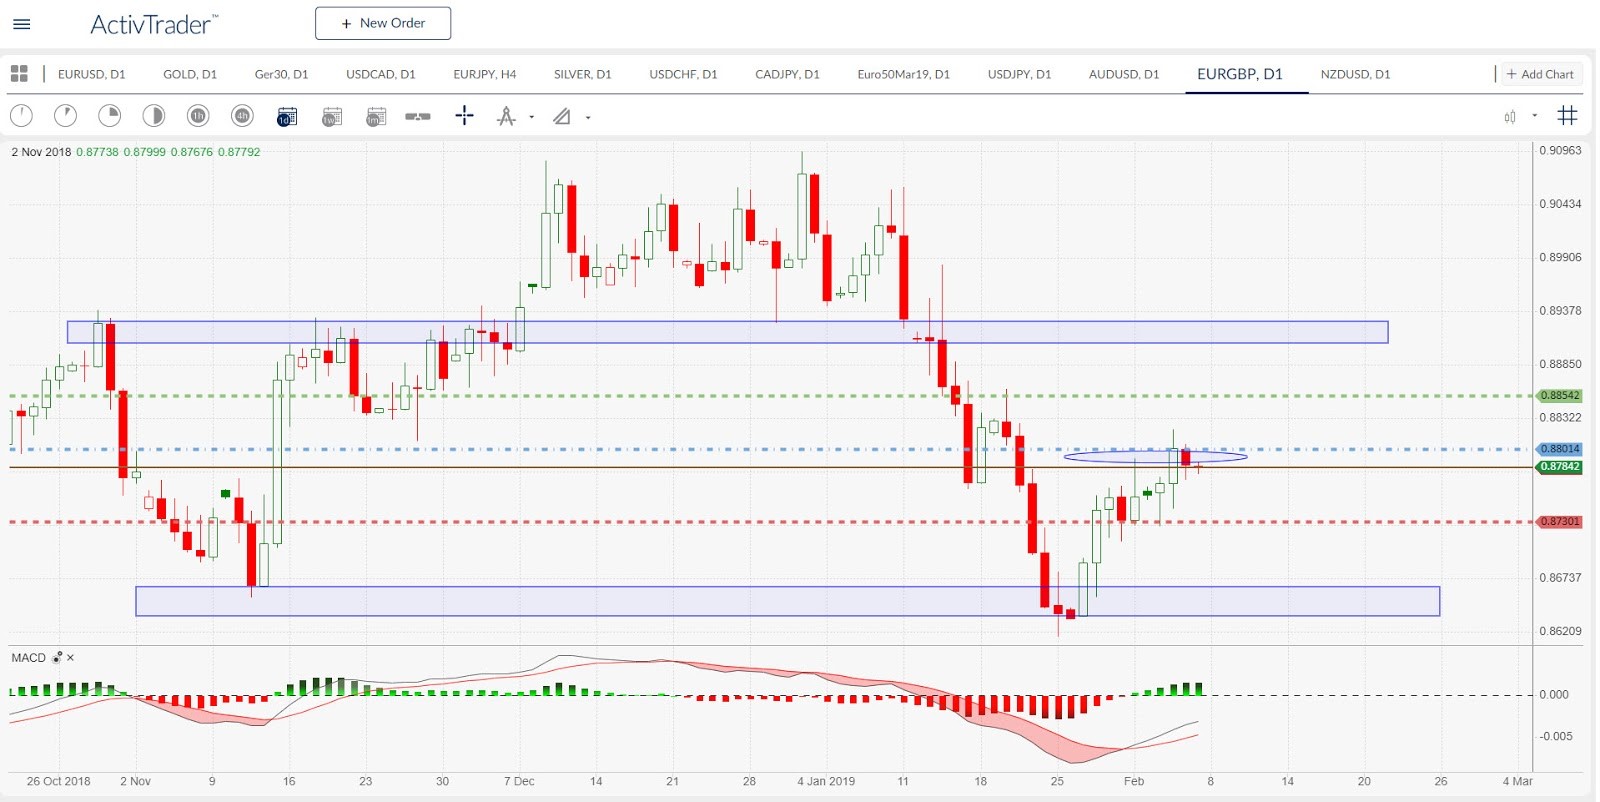 ActivTrader™
+ New Order
EURUSD, D1 GOLD, D1 Ger30, D1 USDCAD, D1 EURJPY, H4 SILVER, D1 USDCHF, D1 CADJPY, D1 Euro50Mar19, D1 USDJPY, D1 AUDUSD, D1 EURGBP, D1 NZDUSD, D1 + Add Chart
1h 4h 1d 1w 1m
2 Nov 2018 0.87738 0.87999 0.87676 0.87792
0.90963
0.90434
0.89906
0.89378
0.88850
0.88542
0.88322
0.88014
0.87842
0.87301
0.86737
0.86209
MACD
0.000
-0.005
26 Oct 2018 2 Nov 9 16 23 30 7 Dec 14 21 28 4 Jan 2019 11 18 25 Feb 8 14 20 26 4 Mar